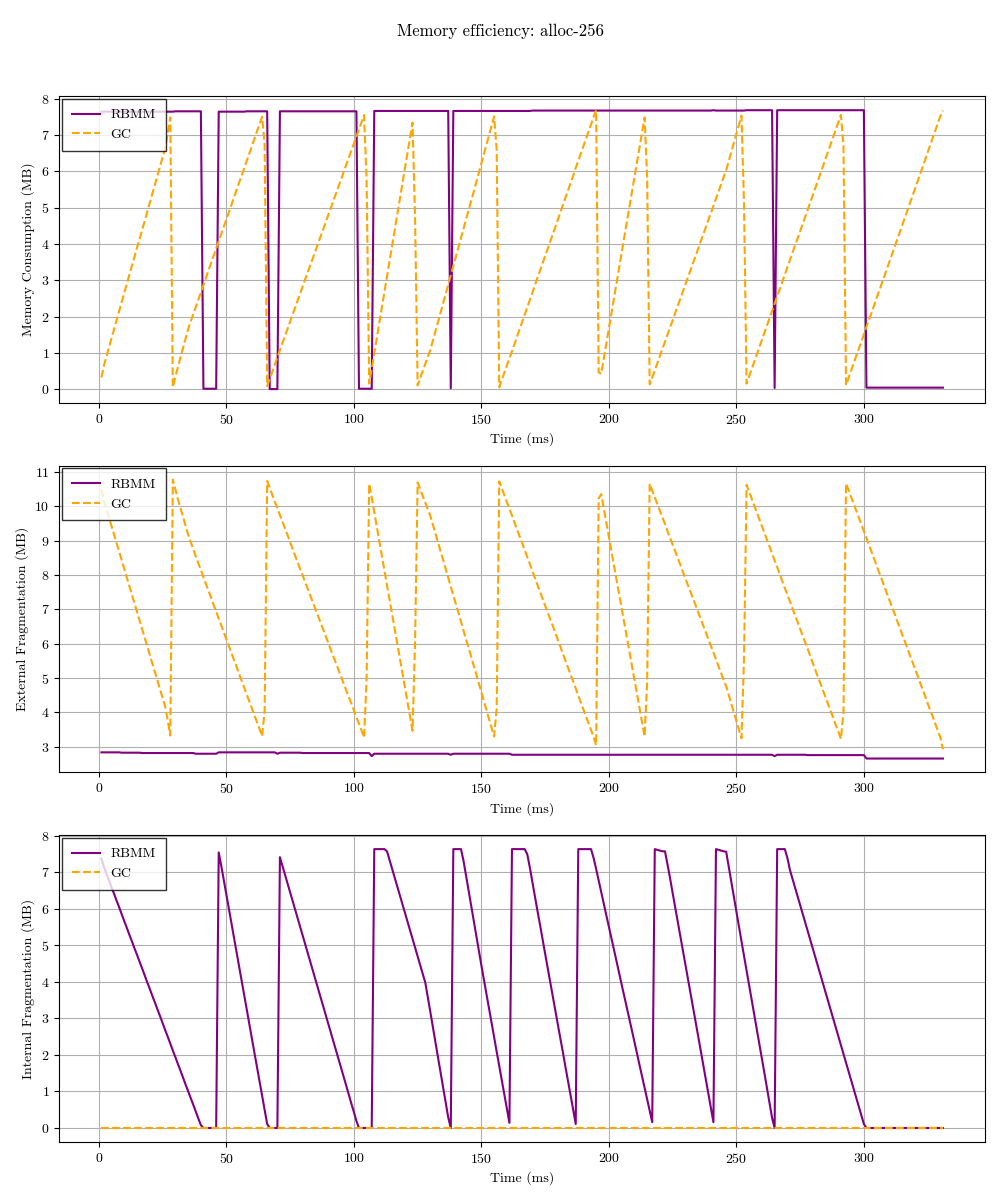 Memory efficiency: alloc-256
8
7
6
5
4
3
2
1
0
Memory Consumption (MB)
RBMM
GC
0 50 100 150 200 250 300
Time (ms)
11
10
9
8
7
6
5
4
3
External Fragmentation (MB)
RBMM
GC
0 50 100 150 200 250 300
Time (ms)
8
7
6
5
4
3
2
1
0
Internal Fragmentation (MB)
RBMM
GC
0 50 100 150 200 250 300
Time (ms)